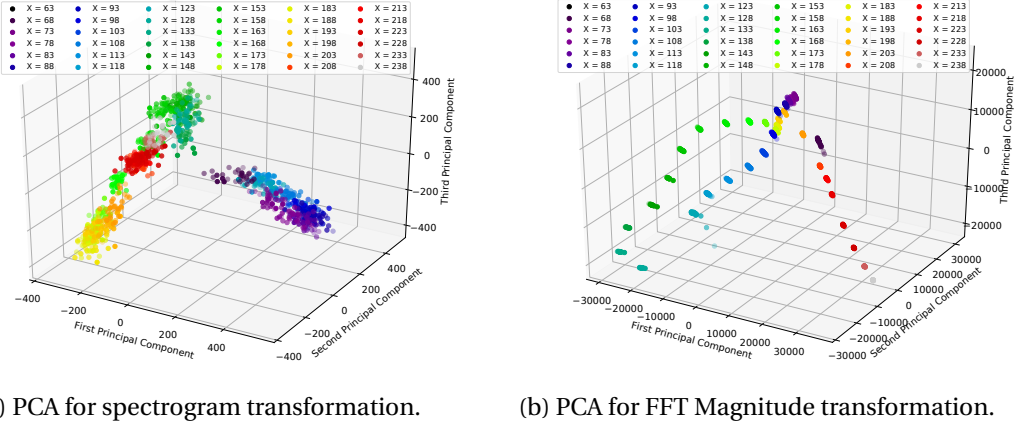 X = 63 X = 93 X = 123 X = 153 X = 183 X = 213
X = 68 X = 98 X = 128 X = 158 X = 193 X = 218
X = 73 X = 103 X = 133 X = 163 X = 193 X = 223
X = 78 X = 108 X = 138 X = 168 X = 198 X = 228
X = 83 X = 113 X = 143 X = 173 X = 203 X = 233
X = 88 X = 118 X = 148 X = 178 X = 208 X = 238
400
200
0
−200
−400
Third Principal Component
−400
−200
0
200
400
First Principal Component
−400
−200
0
200
400
Second Principal Component
) PCA for spectrogram transformation.
X = 63 X = 93 X = 123 X = 153 X = 183 X = 213
X = 68 X = 98 X = 128 X = 158 X = 188 X = 218
X = 73 X = 103 X = 133 X = 163 X = 193 X = 223
X = 78 X = 108 X = 138 X = 168 X = 198 X = 228
X = 83 X = 113 X = 143 X = 173 X = 203 X = 233
X = 88 X = 118 X = 148 X = 178 X = 208 X = 238
20000
10000
0
−10000
−20000
Third Principal Component
−30000
−20000
−10000
0
10000
20000
30000
First Principal Component
−30000
−20000
−10000
0
10000
20000
30000
Second Principal Component
(b) PCA for FFT Magnitude transformation.